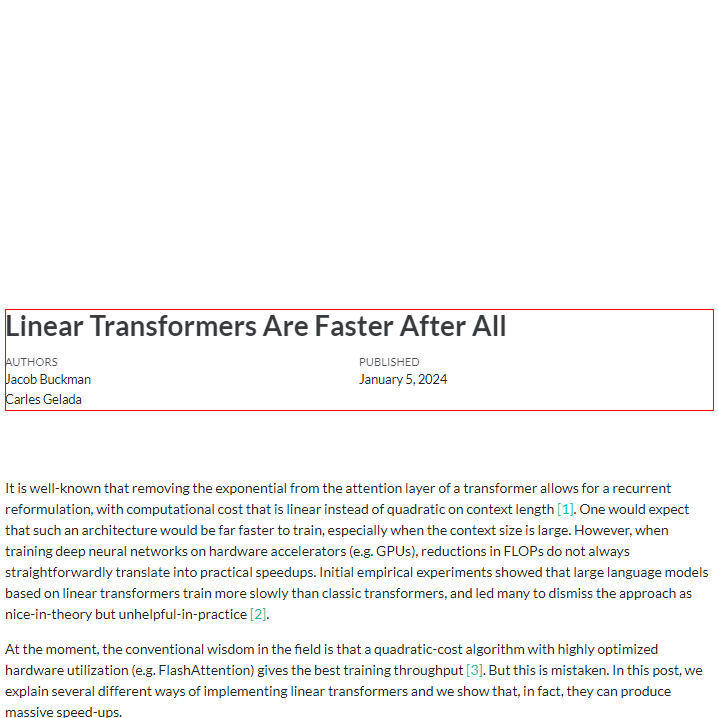 Linear Transformers Are Faster After All
AUTHORS
Jacob Buckman
Carles Gelada
PUBLISHED
January 5, 2024
It is well-known that removing the exponential from the attention layer of a transformer allows for a recurrent
reformulation, with computational cost that is linear instead of quadratic on context length [1]. One would expect
that such an architecture would be far faster to train, especially when the context size is large. However, when
training deep neural networks on hardware accelerators (e.g. GPUs), reductions in FLOPs do not always
straightforwardly translate into practical speedups. Initial empirical experiments showed that large language models
based on linear transformers train more slowly than classic transformers, and led many to dismiss the approach as
nice-in-theory but unhelpful-in-practice [2].
At the moment, the conventional wisdom in the field is that a quadratic-cost algorithm with highly optimized
hardware utilization (e.g. FlashAttention) gives the best training throughput [3]. But this is mistaken. In this post, we
explain several different ways of implementing linear transformers and we show that, in fact, they can produce
massive speed-ups.